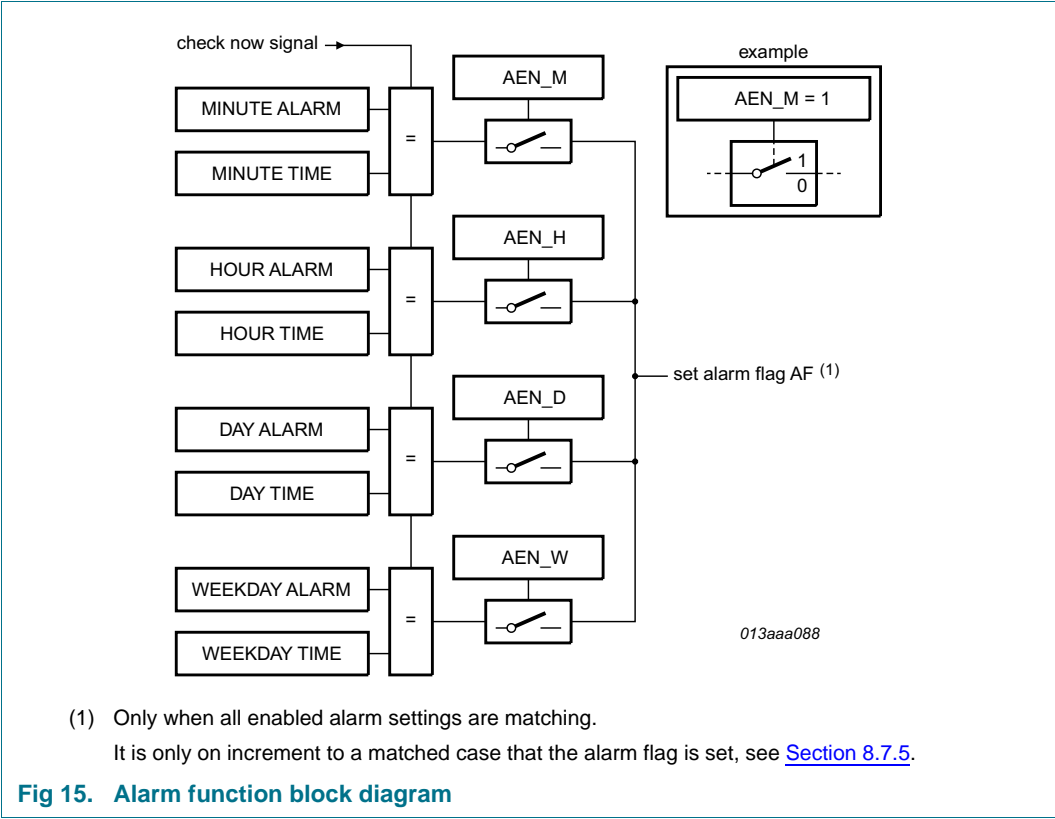 check now signal
example
AEN_M
AEN_M = 1
MINUTE ALARM
=
1
0
MINUTE TIME
AEN_H
HOUR ALARM
=
HOUR TIME
set alarm flag AF (1)
AEN_D
DAY ALARM
=
DAY TIME
AEN_W
WEEKDAY ALARM
=
WEEKDAY TIME
013aaa088
(1) Only when all enabled alarm settings are matching.
It is only on increment to a matched case that the alarm flag is set, see Section 8.7.5.
Fig 15. Alarm function block diagram